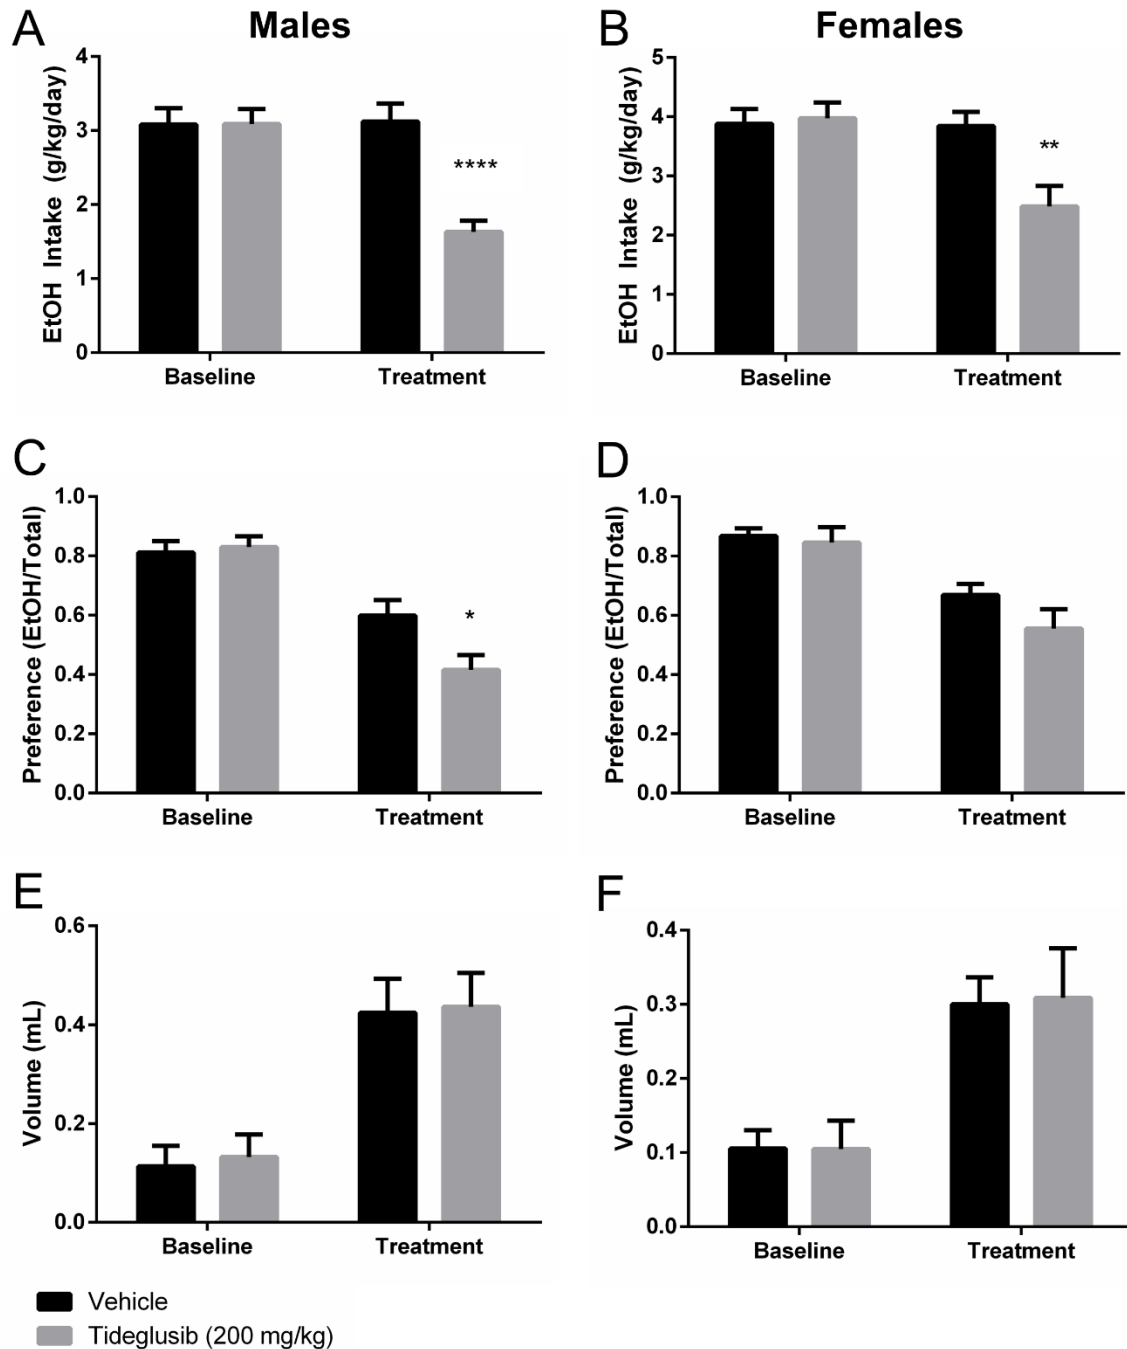 A
Males
EtOH Intake (g/kg/day)
4
3
2
1
0
****
Baseline
Treatment
B
Females
EtOH Intake (g/kg/day)
5
4
3
2
1
0
**
Baseline
Treatment
C
Preference (EtOH/Total)
1.0
0.8
0.6
0.4
0.2
0.0
*
Baseline
Treatment
D
Preference (EtOH/Total)
1.0
0.8
0.6
0.4
0.2
0.0
Baseline
Treatment
E
Volume (mL)
0.6
0.4
0.2
0.0
Baseline
Treatment
F
Volume (mL)
0.4
0.3
0.2
0.1
0.0
Baseline
Treatment
Vehicle
Tideglusib (200 mg/kg)